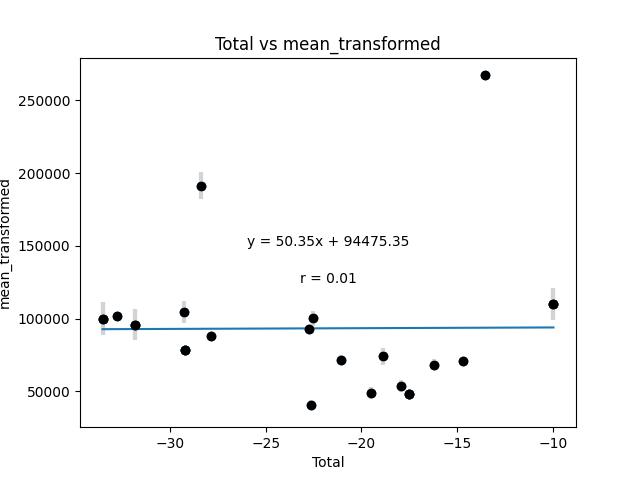 Total vs mean_transformed
250000
200000
150000
100000
50000
mean_transformed
y = 50.35x + 94475.35
r = 0.01
−30
−25
−20
−15
−10
Total